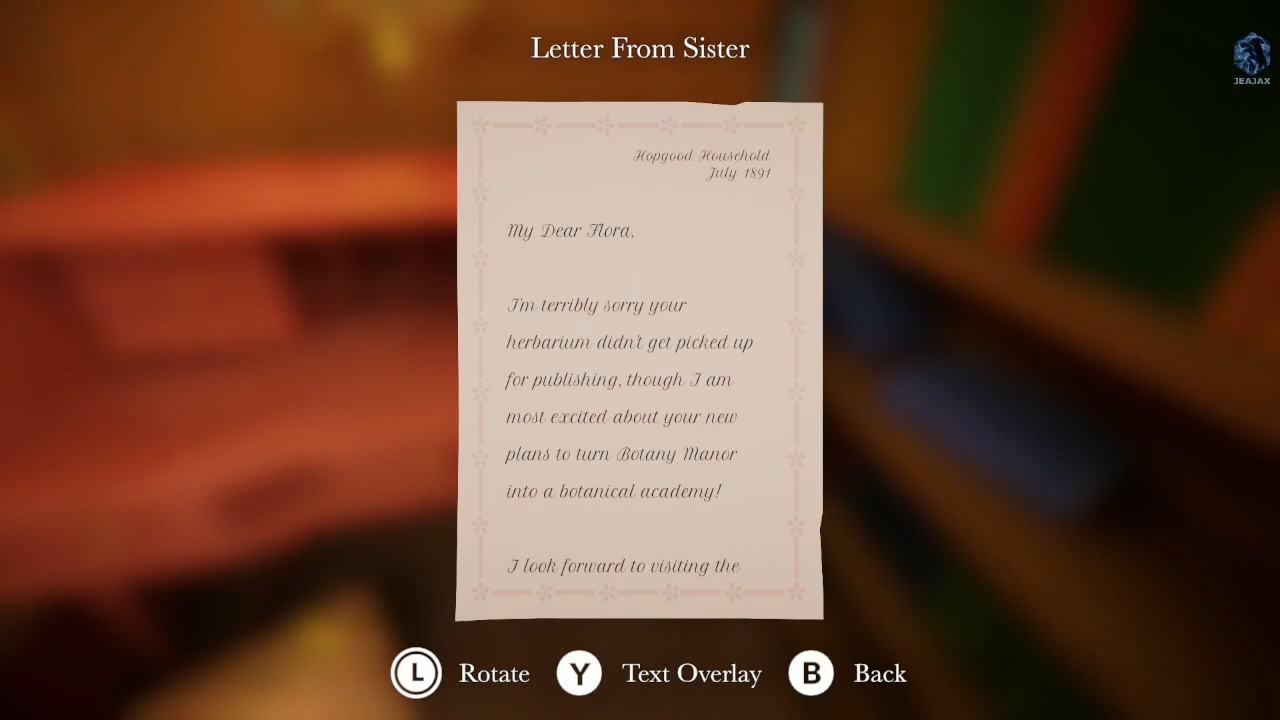 Letter From Sister
JEAJAX
Hopgood Household
July 1891
My Dear Flora,
I'm terribly sorry your
herbarium didn't get picked up
for publishing, though I am
most excited about your new
plans to turn Botany Manor
into a botanical academy!
I look forward to visiting the
L Rotate Y Text Overlay B Back